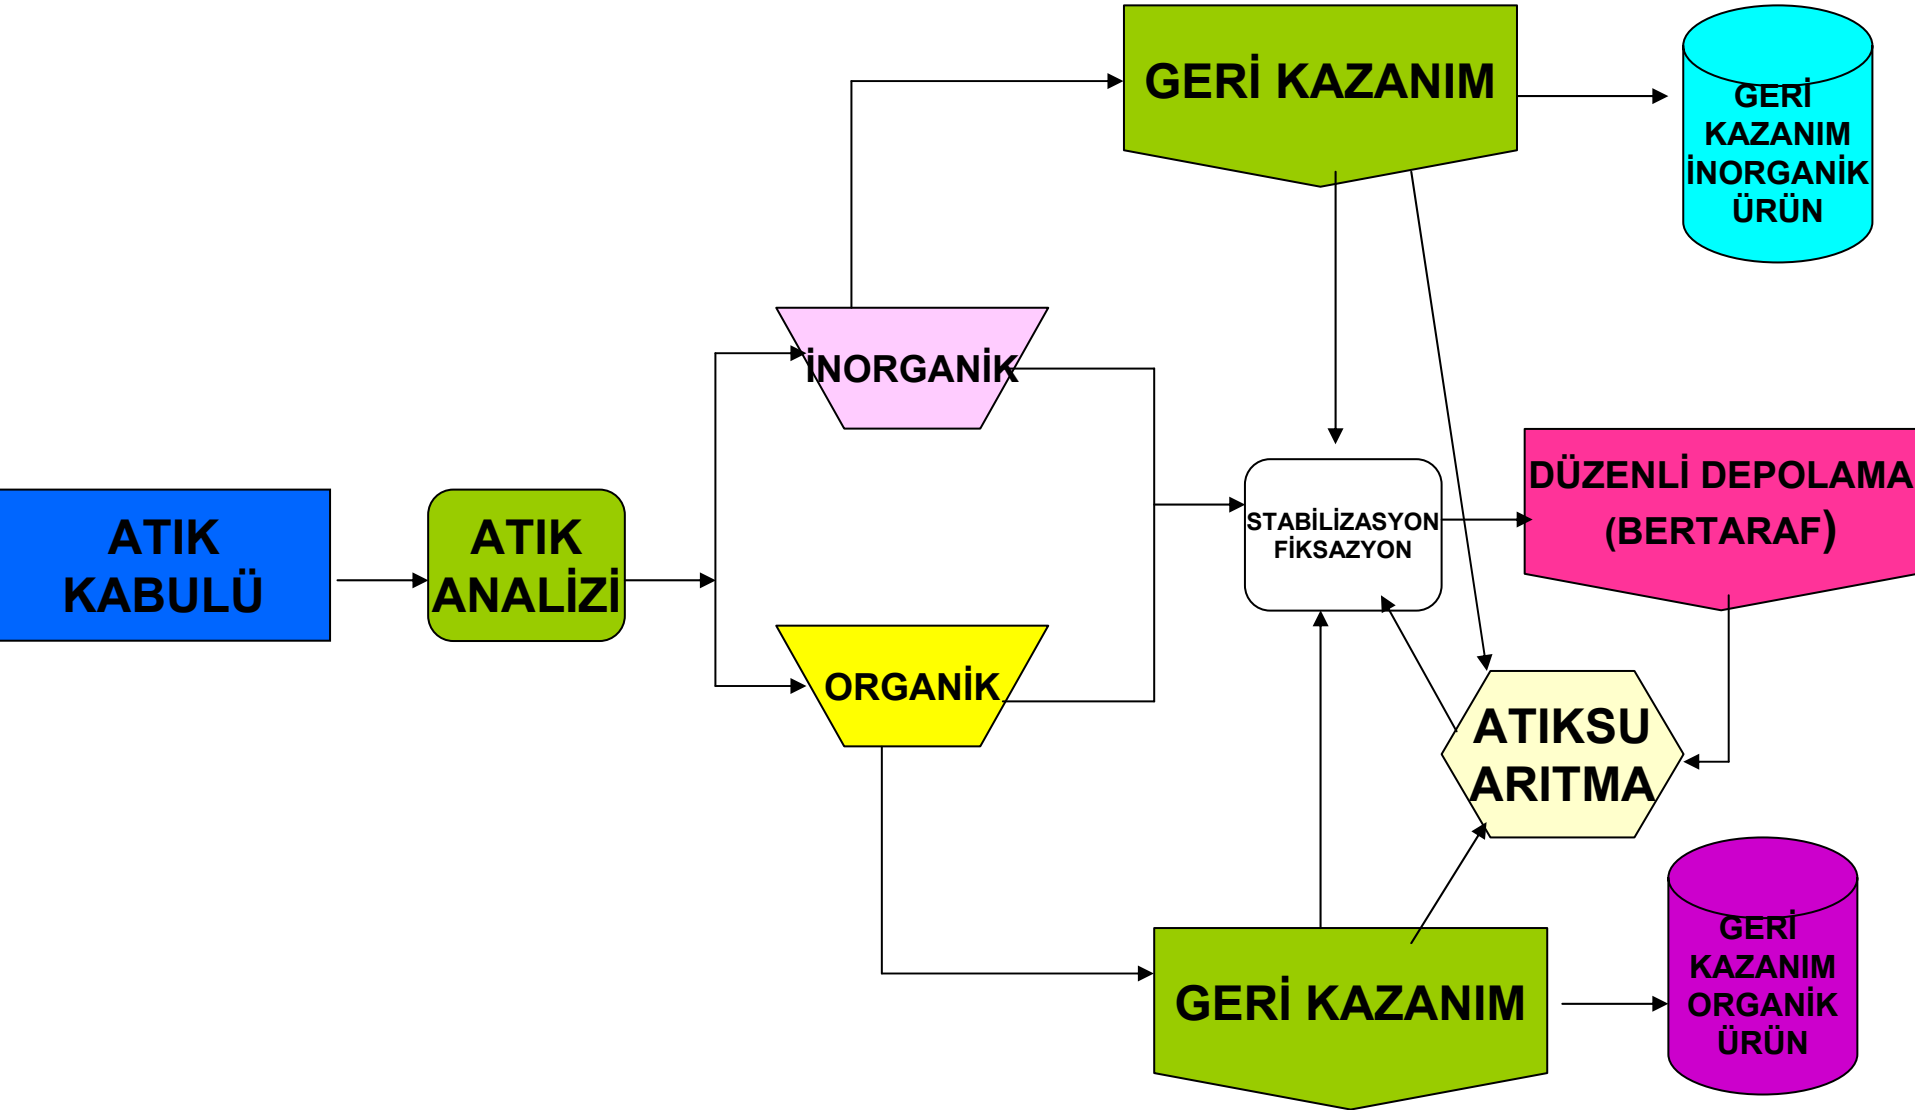 GERİ KAZANIM
GERİ
KAZANIM
İNORGANİK
ÜRÜN
İNORGANİK
ATIK
KABULÜ
ATIK
ANALİZİ
STABİLİZASYON
FİKSAZYON
DÜZENLİ DEPOLAMA
(BERTARAF)
ORGANİK
ATIKSU
ARITMA
GERİ KAZANIM
GERİ
KAZANIM
ORGANİK
ÜRÜN